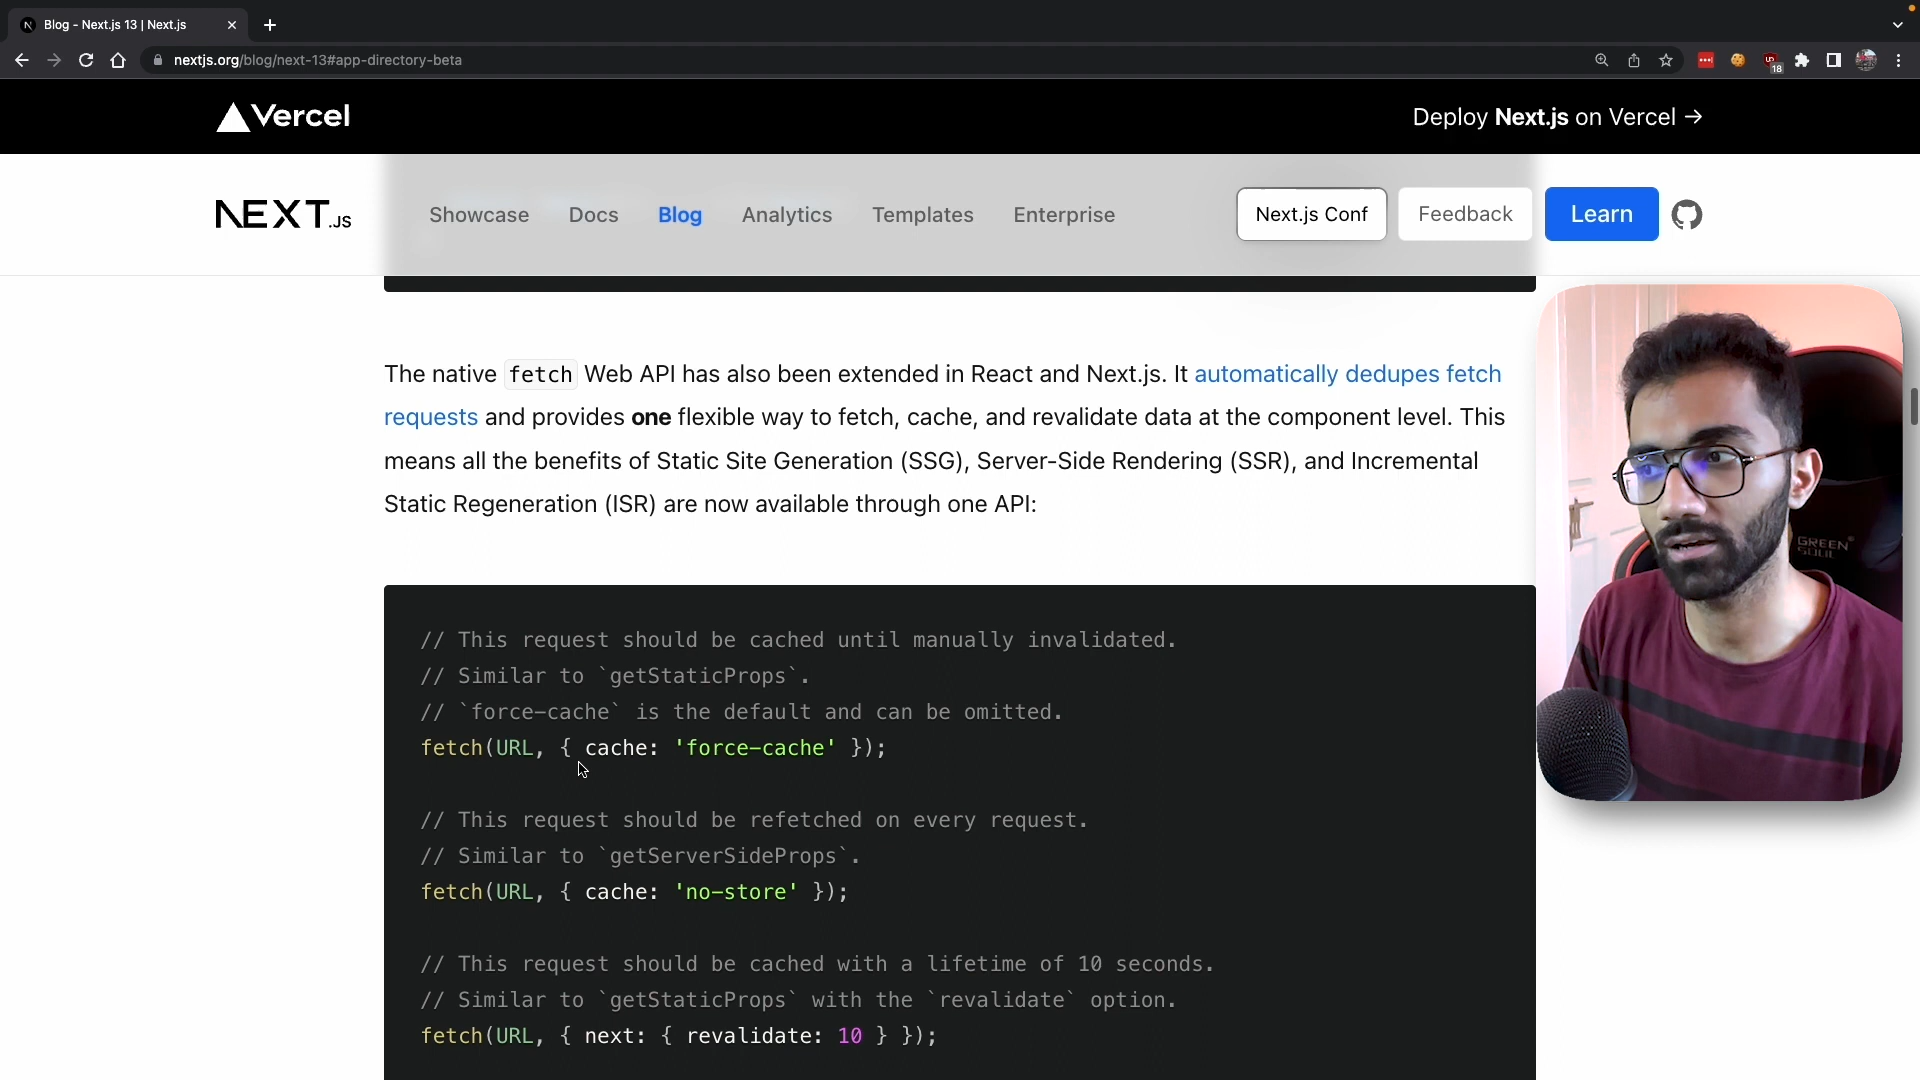 Blog - Next.js 13 | Next.js
nextjs.org/blog/next-13#app-directory-beta
18
Vercel
Deploy Next.js on Vercel →
NEXT.JS
Showcase
Docs
Blog
Analytics
Templates
Enterprise
Next.js Conf
Feedback
Learn
The native fetch Web API has also been extended in React and Next.js. It automatically dedupes fetch
requests and provides one flexible way to fetch, cache, and revalidate data at the component level. This
means all the benefits of Static Site Generation (SSG), Server-Side Rendering (SSR), and Incremental
Static Regeneration (ISR) are now available through one API:
// This request should be cached until manually invalidated.
// Similar to `getStaticProps`.
// `force-cache` is the default and can be omitted.
fetch(URL, { cache: 'force-cache' });
// This request should be refetched on every request.
// Similar to `getServerSideProps`.
fetch(URL, { cache: 'no-store' });
// This request should be cached with a lifetime of 10 seconds.
// Similar to `getStaticProps` with the `revalidate` option.
fetch(URL, { next: { revalidate: 10 } });
GREEN
SOUL